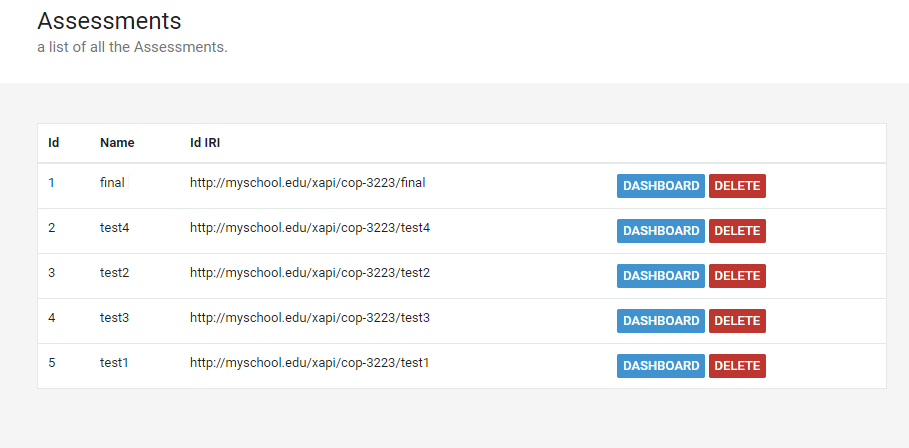 Assessments
a list of all the Assessments.
Id Name Id IRI
1 final http://myschool.edu/xapi/cop-3223/final DASHBOARD DELETE
2 test4 http://myschool.edu/xapi/cop-3223/test4 DASHBOARD DELETE
3 test2 http://myschool.edu/xapi/cop-3223/test2 DASHBOARD DELETE
4 test3 http://myschool.edu/xapi/cop-3223/test3 DASHBOARD DELETE
5 test1 http://myschool.edu/xapi/cop-3223/test1 DASHBOARD DELETE